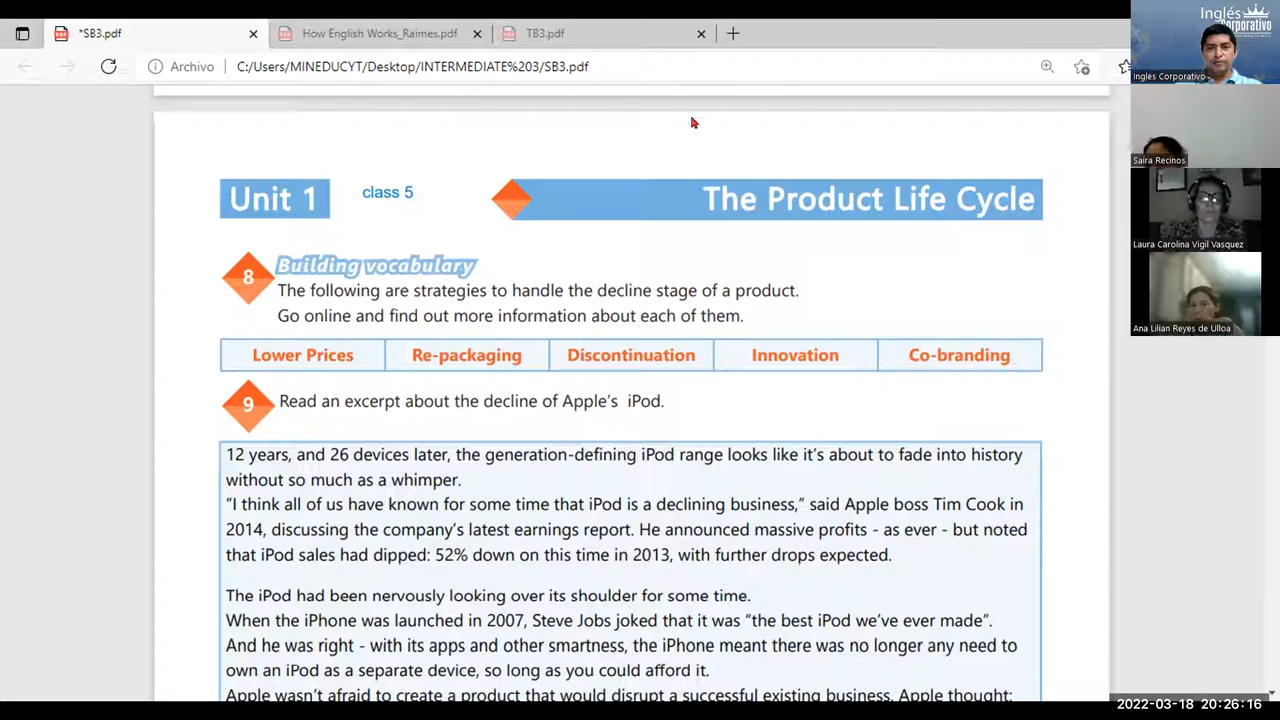 *SB3.pdf
How English Works_Raimes.pdf
TB3.pdf
Archivo
C:/Users/MINEDUCYT/Desktop/INTERMEDIATE%203/SB3.pdf
Inglés
Corporativo
Ingles Corporativo
Saira Recinos
Laura Carolina Vigil Vasquez
Ana Lilian Reyes de Ulloa
Unit 1
class 5
The Product Life Cycle
8
Building vocabulary
The following are strategies to handle the decline stage of a product.
Go online and find out more information about each of them.
Lower Prices Re-packaging Discontinuation Innovation Co-branding
9
Read an excerpt about the decline of Apple’s iPod.
12 years, and 26 devices later, the generation-defining iPod range looks like it’s about to fade into history
without so much as a whimper.
“I think all of us have known for some time that iPod is a declining business,” said Apple boss Tim Cook in
2014, discussing the company’s latest earnings report. He announced massive profits - as ever - but noted
that iPod sales had dipped: 52% down on this time in 2013, with further drops expected.
The iPod had been nervously looking over its shoulder for some time.
When the iPhone was launched in 2007, Steve Jobs joked that it was “the best iPod we’ve ever made”.
And he was right - with its apps and other smartness, the iPhone meant there was no longer any need to
own an iPod as a separate device, so long as you could afford it.
Apple wasn’t afraid to create a product that would disrupt a successful existing business. Apple thought:
2022-03-18 20:26:16